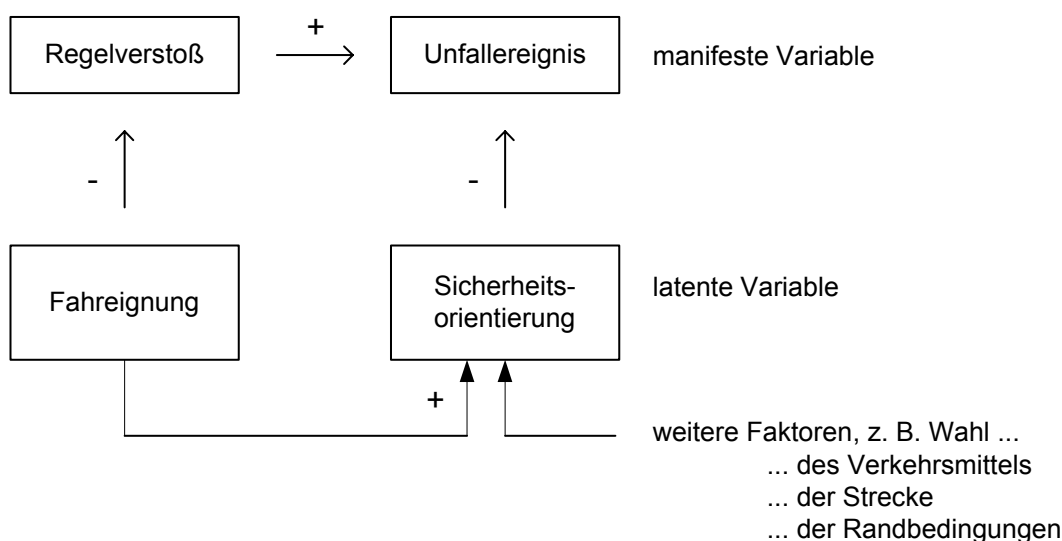 +
Regelverstoß
Unfallereignis
manifeste Variable
-
-
Fahreignung
Sicherheits-
orientierung
latente Variable
+
weitere Faktoren, z. B. Wahl ...
... des Verkehrsmittels
... der Strecke
... der Randbedingungen